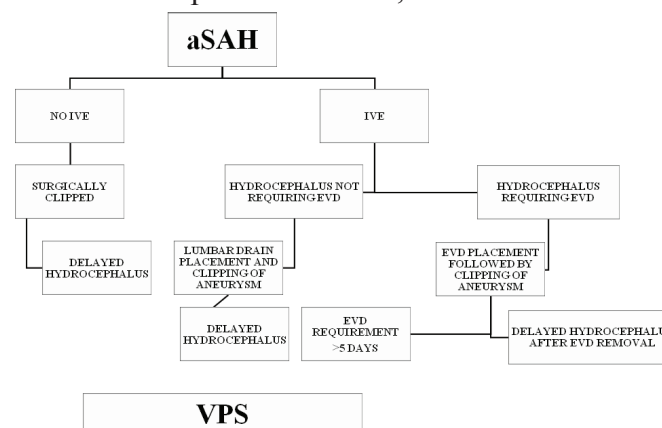 aSAH
NO IVE
IVE
SURGICALLY
CLIPPED
HYDROCEPHALUS NOT
REQUIRING EVD
HYDROCEPHALUS
REQUIRING EVD
DELAYED
HYDROCEPHALUS
LUMBAR DRAIN
PLACEMENT AND
CLIPPING OF
ANEURYSM
EVD PLACEMENT
FOLLOWED BY
CLIPPING OF
ANEURYSM
DELAYED
HYDROCEPHALUS
EVD
REQUIREMENT
>5 DAYS
DELAYED HYDROCEPHALU
AFTER EVD REMOVAL
VPS